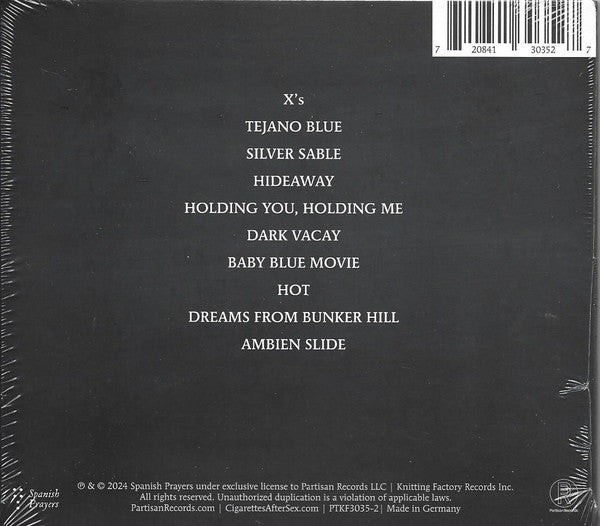 7 20841 30352 7
X's
TEJANO BLUE
SILVER SABLE
HIDEAWAY
HOLDING YOU, HOLDING ME
DARK VACAY
BABY BLUE MOVIE
HOT
DREAMS FROM BUNKER HILL
AMBIEN SLIDE
Spanish
Prayers
℗ & © 2024 Spanish Prayers under exclusive license to Partisan Records LLC | Knitting Factory Records Inc.
All rights reserved. Unauthorized duplication is a violation of applicable laws.
PartisanRecords.com | CigarettesAfterSex.com | PTKF3035-2 | Made in Germany
R
Partisan Records